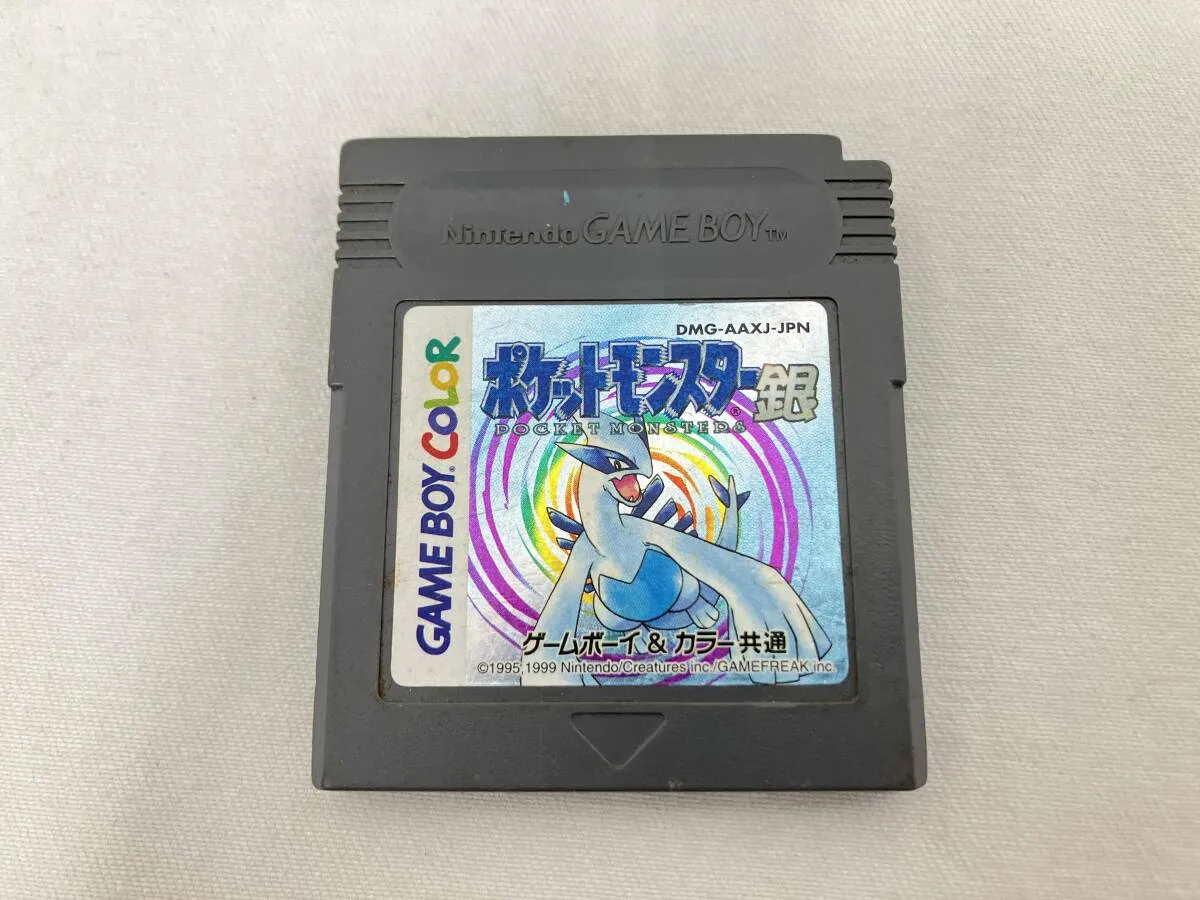 Nintendo GAME BOY TM
DMG-AAXJ-JPN
ポケットモンスター® 銀
POCKET MONSTERS
GAME BOY® COLOR
ゲームボーイ & カラー共通
©1995,1999 Nintendo/Creatures inc./GAMEFREAK inc.